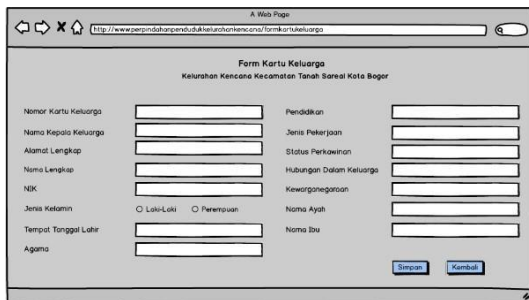 A Web Page
http://www.perpindahanpendudukkelurahankencana/formkartukeluarga
Form Kartu Keluarga
Kelurahan Kencana Kecamatan Tanah Sareal Kota Bogor
Nomor Kartu Keluarga
Nama Kepala Keluarga
Alamat Lengkap
Nama Lengkap
NIK
Jenis Kelamin
Laki-Laki
Perempuan
Tempat Tanggal Lahir
Agama
Pendidikan
Jenis Pekerjaan
Status Perkawinan
Hubungan Dalam Keluarga
Kewarganegaraan
Nama Ayah
Nama Ibu
Simpan
Kembali